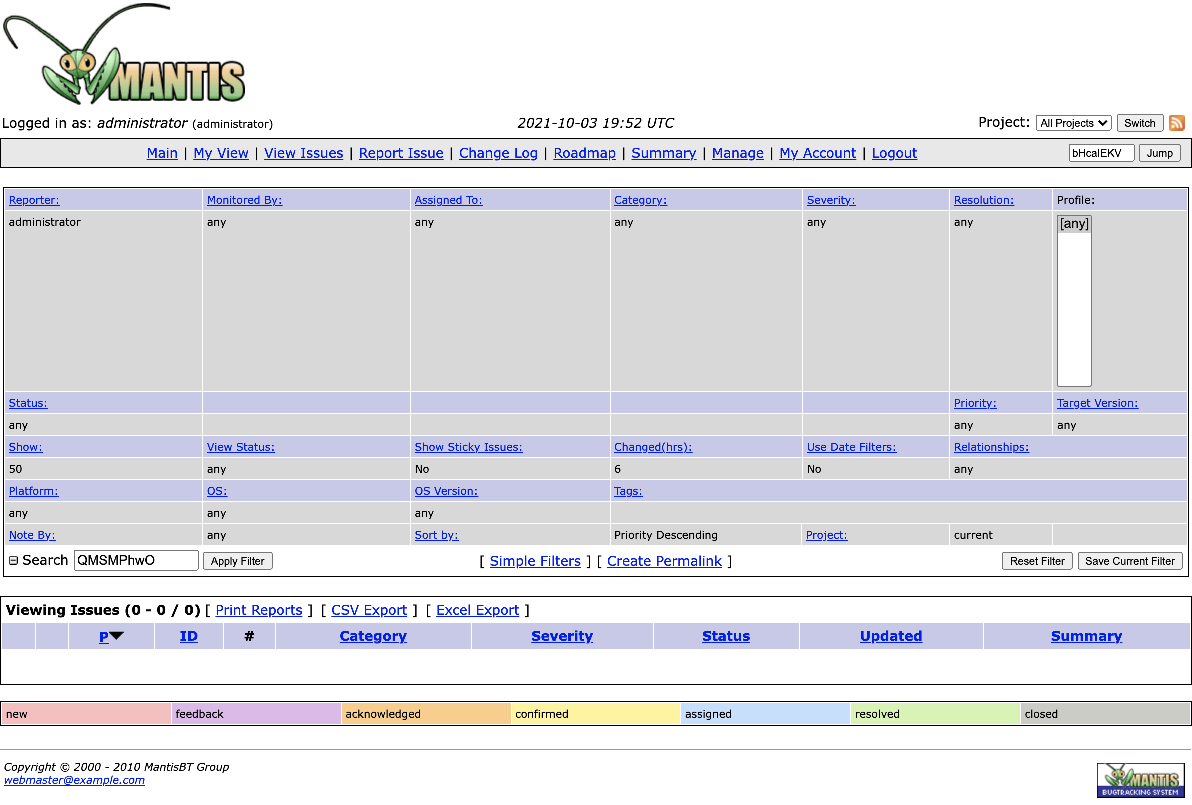 MANTIS
Logged in as: administrator (administrator) 2021-10-03 19:52 UTC Project: All Projects Switch
Main | My View | View Issues | Report Issue | Change Log | Roadmap | Summary | Manage | My Account | Logout bHcaIEKV Jump
Reporter: Monitored By: Assigned To: Category: Severity: Resolution: Profile:
administrator any any any any any [any]
Status: Priority: Target Version:
any any any
Show: View Status: Show Sticky Issues: Changed(hrs): Use Date Filters: Relationships:
50 any No 6 No any
Platform: OS: OS Version: Tags:
any any any
Note By: any Sort by: Priority Descending Project: current
Search QMSMPhwO Apply Filter [ Simple Filters ] [ Create Permalink ] Reset Filter Save Current Filter
Viewing Issues (0 - 0 / 0) [ Print Reports ] [ CSV Export ] [ Excel Export ]
P ID # Category Severity Status Updated Summary
new feedback acknowledged confirmed assigned resolved closed
Copyright © 2000 - 2010 MantisBT Group
webmaster@example.com
MANTIS
BUGTRACKING SYSTEM